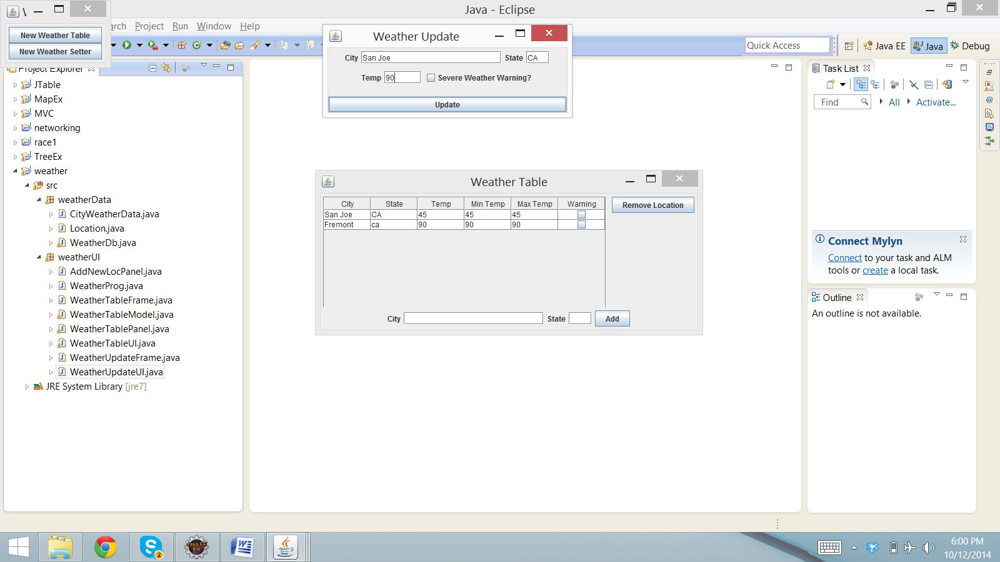 Java - Eclipse
\
New Weather Table
New Weather Setter
arch Project Run Window Help
Quick Access
Java EE
Java
Debug
Project Explorer
JTable
MapEx
MVC
networking
race1
TreeEx
weather
src
weatherData
CityWeatherData.java
Location.java
WeatherDb.java
weatherUI
AddNewLocPanel.java
WeatherProg.java
WeatherTableFrame.java
WeatherTableModel.java
WeatherTablePanel.java
WeatherTableUI.java
WeatherUpdateFrame.java
WeatherUpdateUI.java
JRE System Library [jre7]
Weather Update
City San Joe State CA
Temp 90 Severe Weather Warning?
Update
Weather Table
City State Temp Min Temp Max Temp Warning
San Joe CA 45 45 45
Fremont ca 90 90 90
Remove Location
City State Add
Task List
Find All Activate...
Connect Mylyn
Connect to your task and ALM
tools or create a local task.
Outline
An outline is not available.
2
Java EE
IDE
6:00 PM
10/12/2014